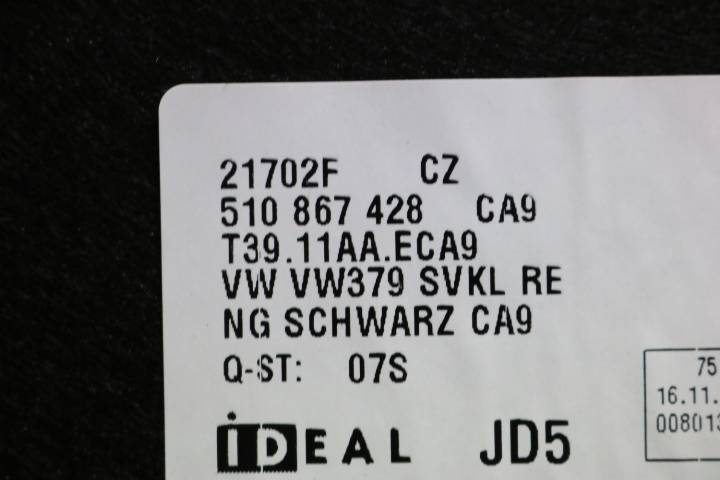 21702F CZ
510 867 428 CA9
T39.11AA.ECA9
VW VW379 SVKL RE
NG SCHWARZ CA9
Q-ST: 07S
iDEAL JD5
75
16.11.
008013